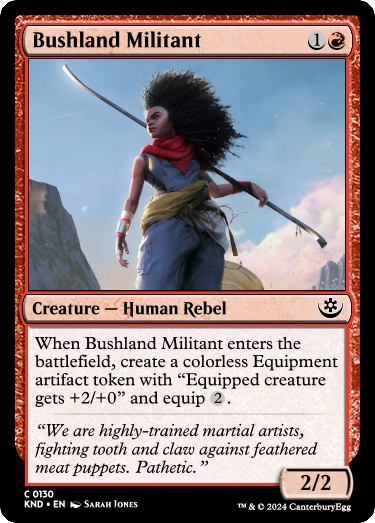 Bushland Militant 1
Creature — Human Rebel
When Bushland Militant enters the
battlefield, create a colorless Equipment
artifact token with “Equipped creature
gets +2/+0” and equip 2.
“We are highly-trained martial artists,
fighting tooth and claw against feathered
meat puppets. Pathetic.”
2/2
C 0130
KND • EN SARAH JONES
™ & © 2024 CanterburyEgg